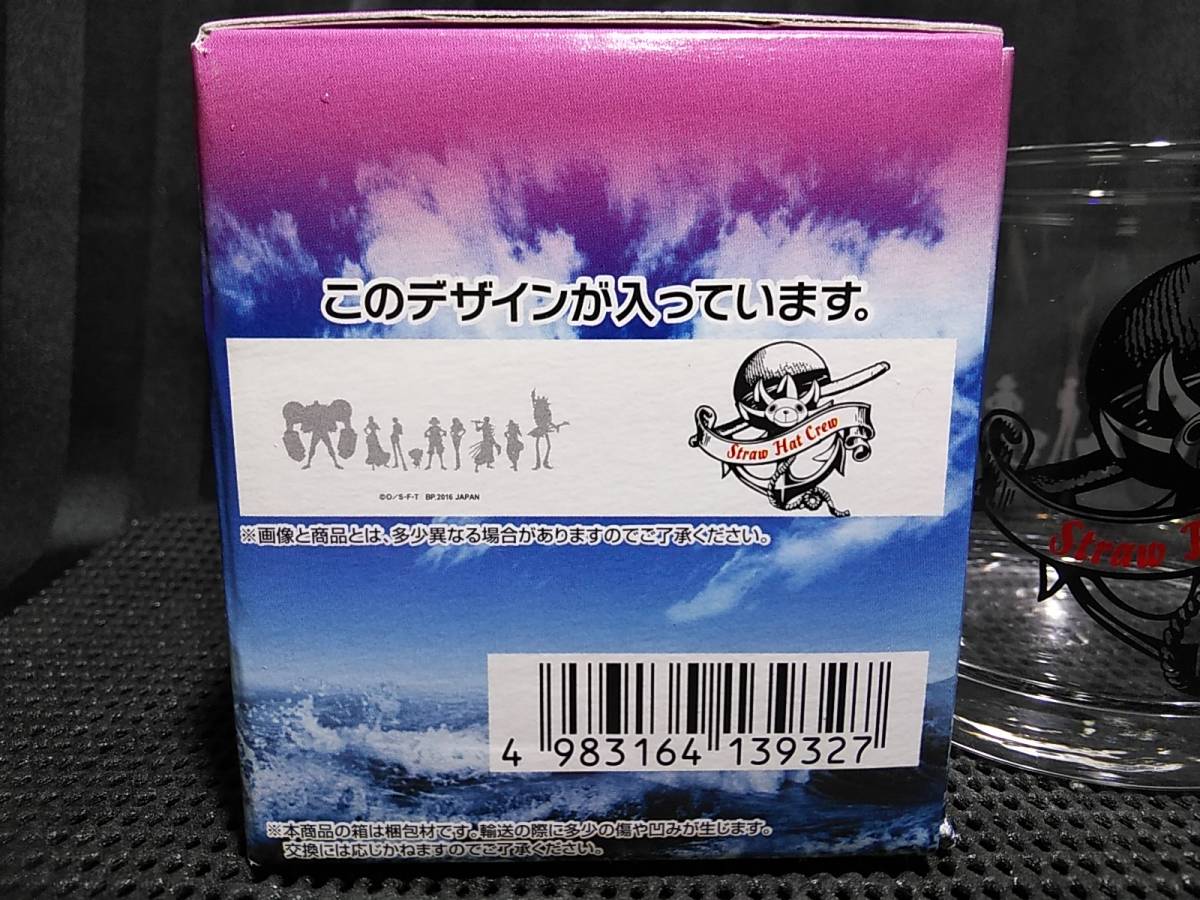 このデザインが入っています。
Straw Hat Crew
©O/S・F・T BP,2016 JAPAN
※画像と商品とは、多少異なる場合がありますのでご了承ください。
4 983164 139327
※本商品の箱は梱包材です。輸送の際に多少の傷や凹みが生じます。
交換には応じかねますのでご了承ください。
Straw